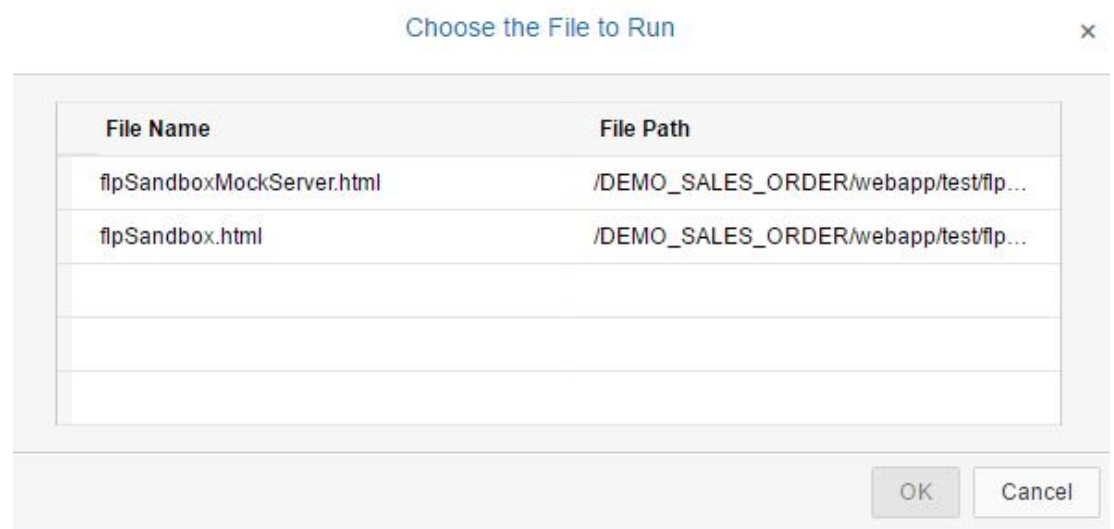 Choose the File to Run ×
File Name File Path
flpSandboxMockServer.html /DEMO_SALES_ORDER/webapp/test/flp...
flpSandbox.html /DEMO_SALES_ORDER/webapp/test/flp...
OK Cancel